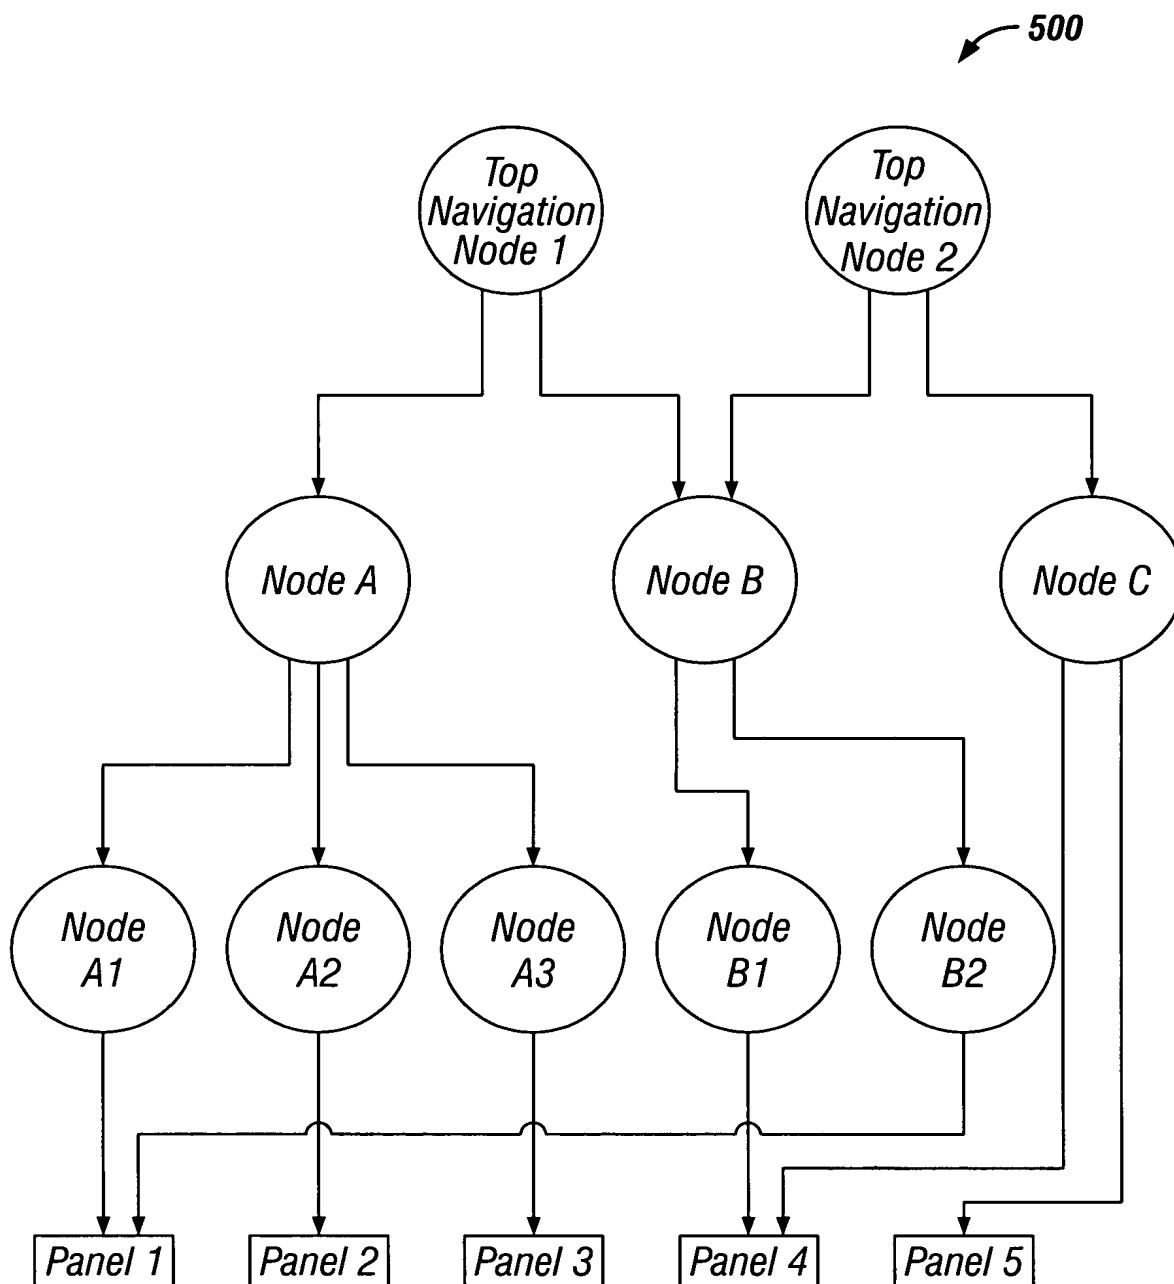 500
Top
Navigation
Node 1
Top
Navigation
Node 2
Node A
Node B
Node C
Node
A1
Node
A2
Node
A3
Node
B1
Node
B2
Panel 1
Panel 2
Panel 3
Panel 4
Panel 5